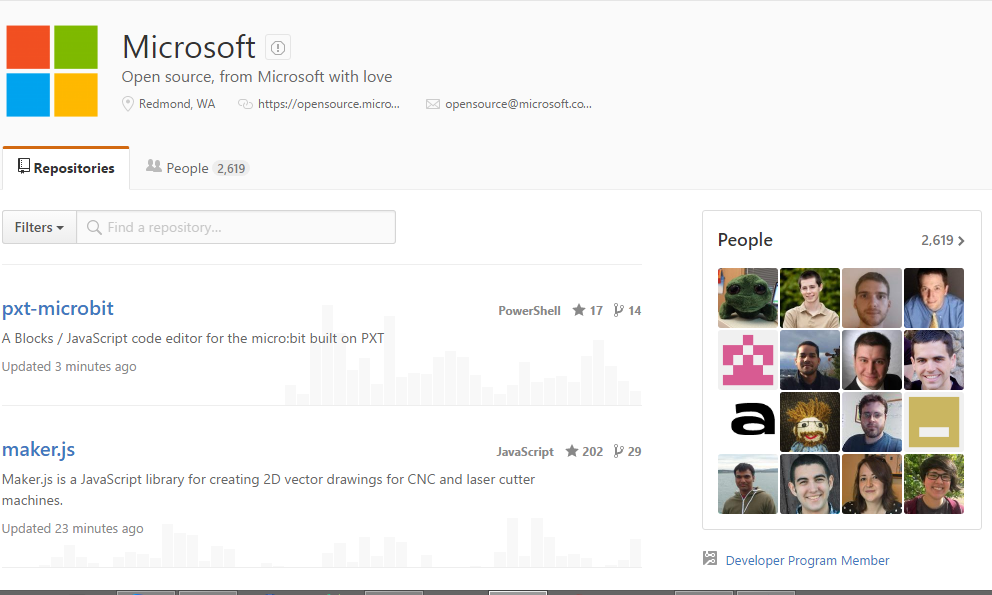 Microsoft
Open source, from Microsoft with love
Redmond, WA https://opensource.micro... opensource@microsoft.co...
Repositories People 2,619
Filters Find a repository...
People 2,619
pxt-microbit PowerShell 17 14
A Blocks / JavaScript code editor for the micro:bit built on PXT
Updated 3 minutes ago
a
maker.js JavaScript 202 29
Maker.js is a JavaScript library for creating 2D vector drawings for CNC and laser cutter
machines.
Updated 23 minutes ago
Developer Program Member